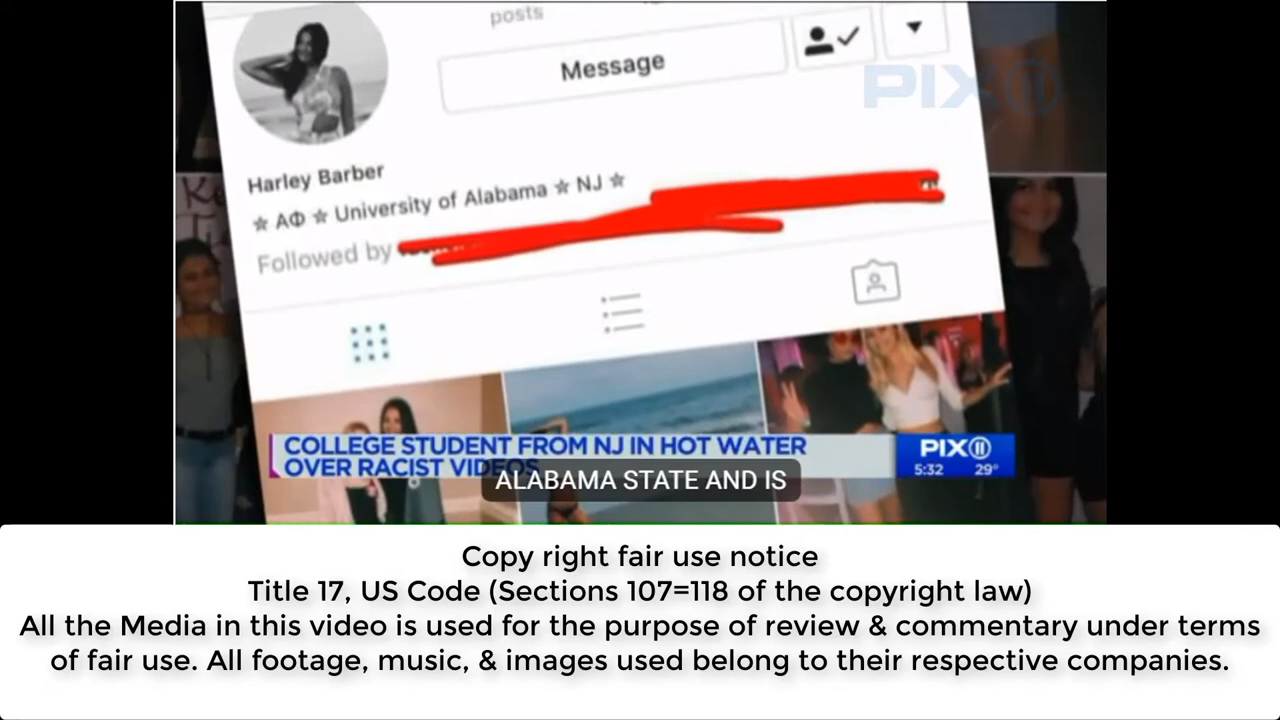 posts
Message
PIX11
Harley Barber
☆ ΑΦ ☆ University of Alabama ☆ NJ ☆
Followed by
COLLEGE STUDENT FROM NJ IN HOT WATER
OVER RACIST VIDEOS
PIX11
5:32 29°
ALABAMA STATE AND IS
Copy right fair use notice
Title 17, US Code (Sections 107=118 of the copyright law)
All the Media in this video is used for the purpose of review & commentary under terms
of fair use. All footage, music, & images used belong to their respective companies.